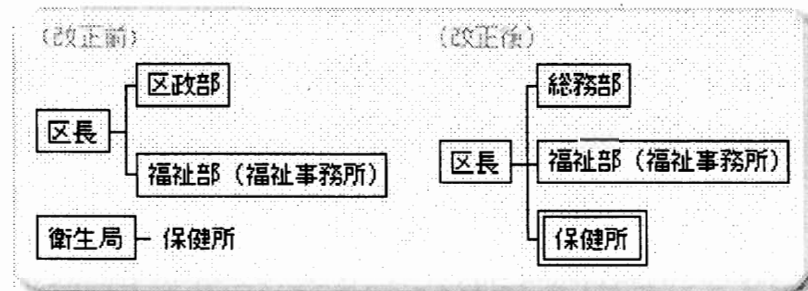 (改正前)
区政部
区長
福祉部(福祉事務所)
衛生局
保健所
(改正後)
総務部
区長
福祉部(福祉事務所)
保健所